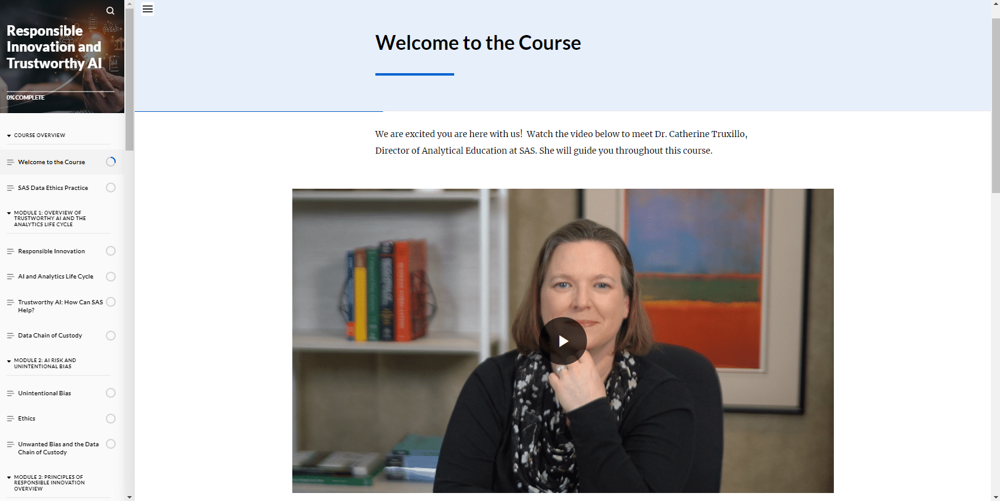 Responsible
Innovation and
Trustworthy AI
0% COMPLETE
COURSE OVERVIEW
Welcome to the Course
SAS Data Ethics Practice
MODULE 1: OVERVIEW OF
TRUSTWORTHY AI AND THE
ANALYTICS LIFE CYCLE
Responsible Innovation
AI and Analytics Life Cycle
Trustworthy AI: How Can SAS
Help?
Data Chain of Custody
MODULE 2: AI RISK AND
UNINTENTIONAL BIAS
Unintentional Bias
Ethics
Unwanted Bias and the Data
Chain of Custody
MODULE 3: PRINCIPLES OF
RESPONSIBLE INNOVATION
OVERVIEW
Welcome to the Course
We are excited you are here with us!  Watch the video below to meet Dr. Catherine Truxillo,
Director of Analytical Education at SAS. She will guide you throughout this course.